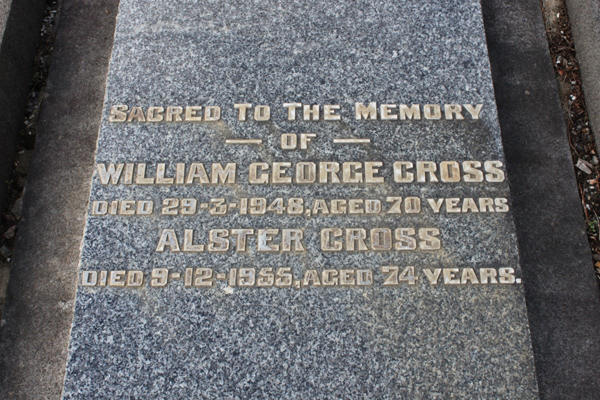 SACRED TO THE MEMORY
— OF —
WILLIAM GEORGE CROSS
DIED 29-3-1948, AGED 70 YEARS
ALSTER CROSS
DIED 9-12-1955, AGED 74 YEARS.